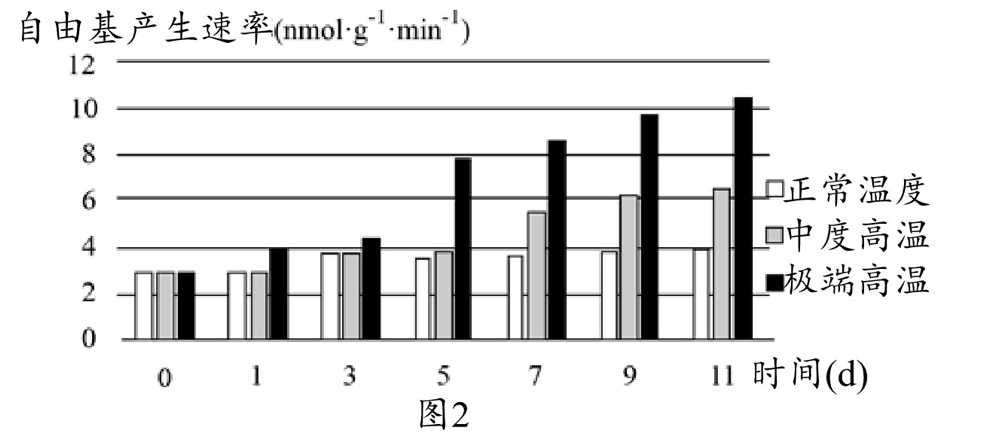 自由基产生速率(nmol·g⁻¹·min⁻¹)
12
10
8
6
4
2
0
正常温度
中度高温
极端高温
0 1 3 5 7 9 11 时间(d)
图2